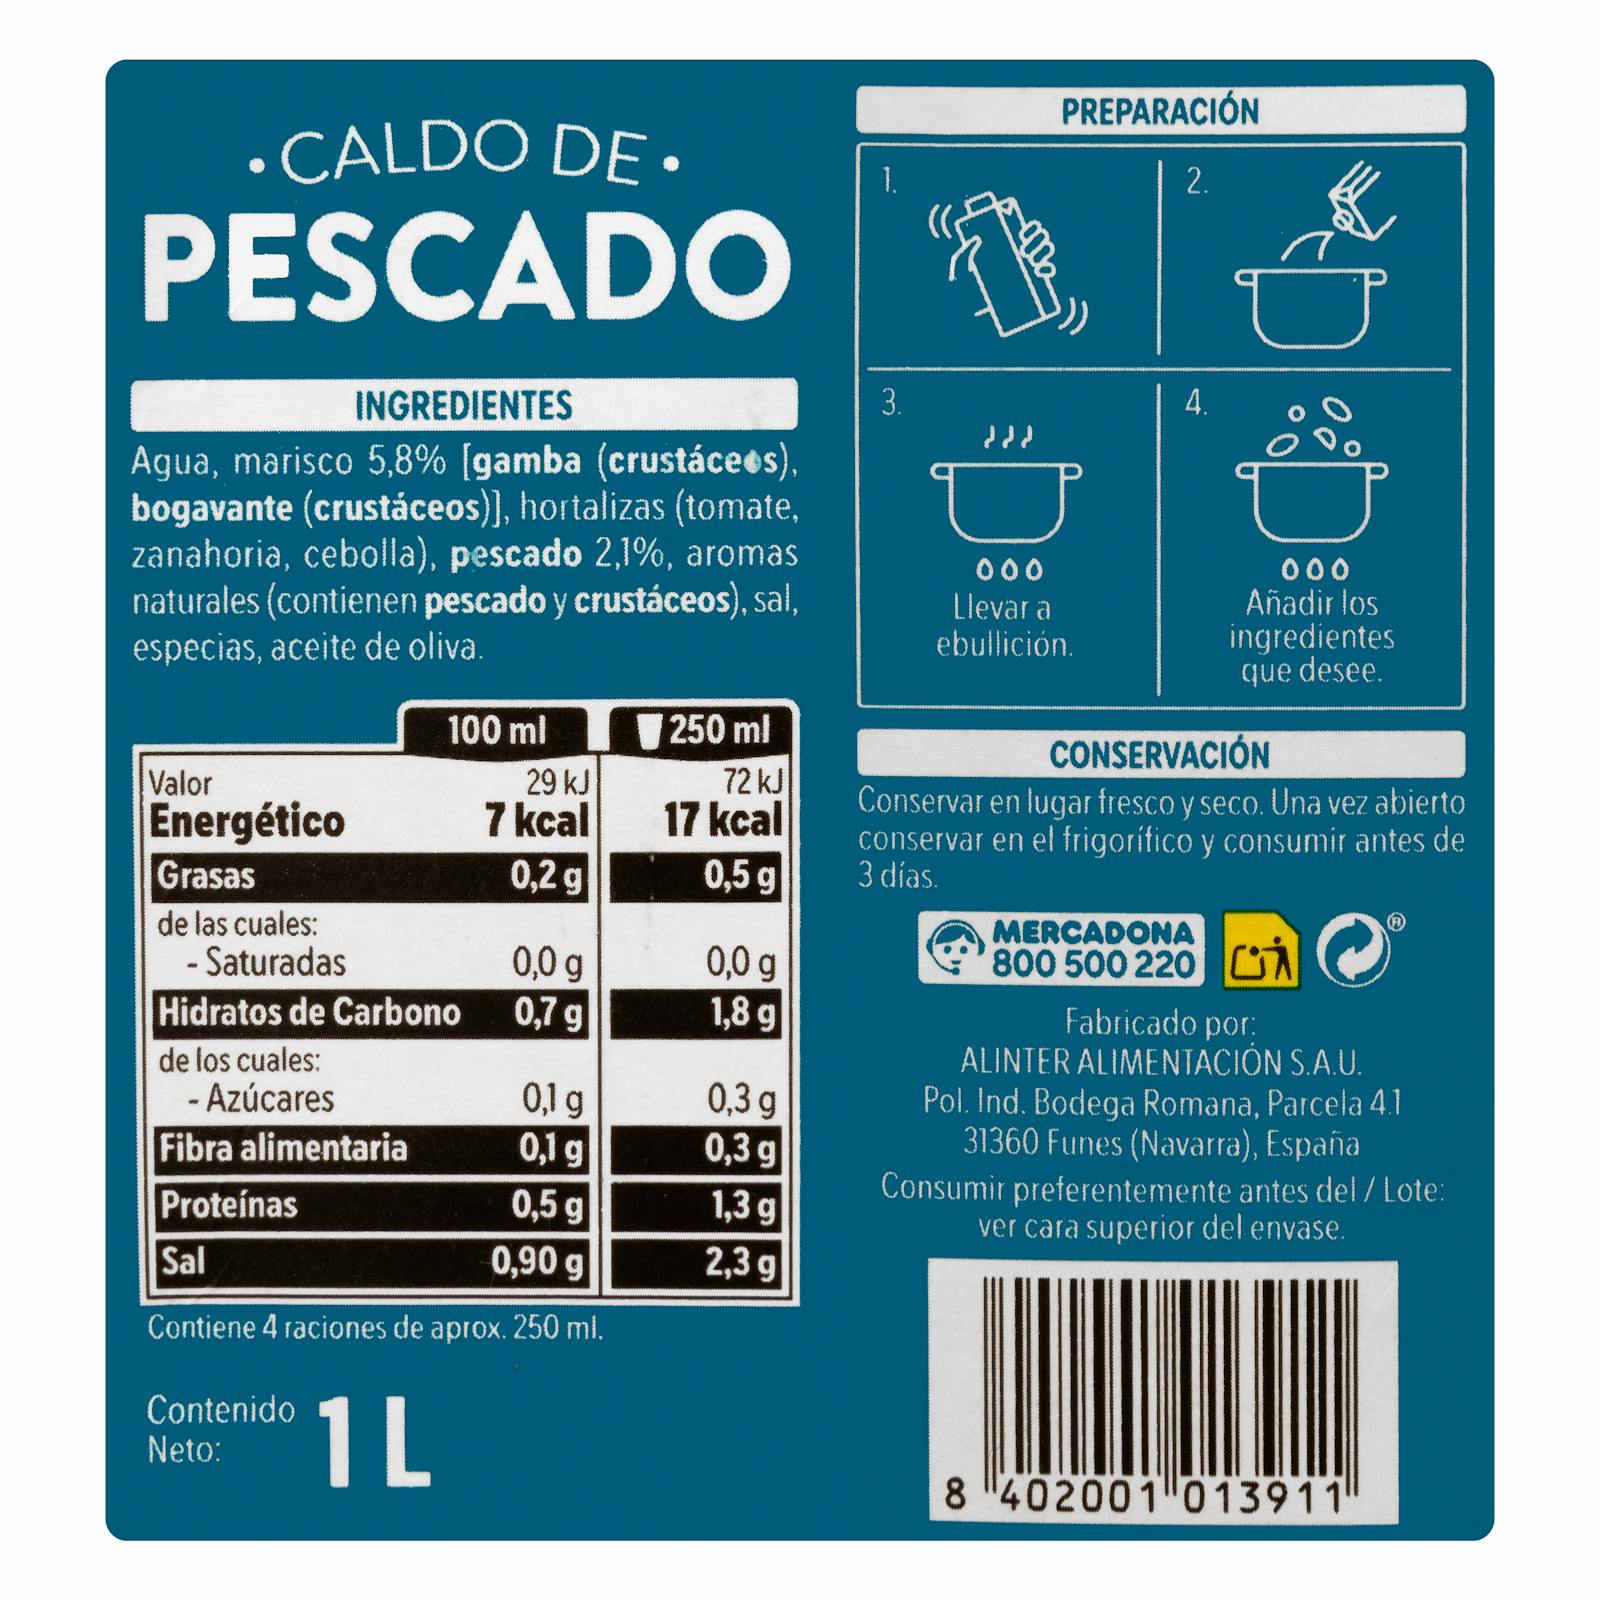 • CALDO DE •
PESCADO
INGREDIENTES
Agua, marisco 5,8% [gamba (crustáceos),
bogavante (crustáceos)], hortalizas (tomate,
zanahoria, cebolla), pescado 2,1%, aromas
naturales (contienen pescado y crustáceos), sal,
especias, aceite de oliva.
100 ml 250 ml
Valor 29 kJ 72 kJ
Energético 7 kcal 17 kcal
Grasas 0,2 g 0,5 g
de las cuales:
- Saturadas 0,0 g 0,0 g
Hidratos de Carbono 0,7 g 1,8 g
de los cuales:
- Azúcares 0,1 g 0,3 g
Fibra alimentaria 0,1 g 0,3 g
Proteínas 0,5 g 1,3 g
Sal 0,90 g 2,3 g
Contiene 4 raciones de aprox. 250 ml.
Contenido
Neto:
1 L
PREPARACIÓN
1.
2.
3.
Llevar a
ebullición.
4.
Añadir los
ingredientes
que desee.
CONSERVACIÓN
Conservar en lugar fresco y seco. Una vez abierto
conservar en el frigorífico y consumir antes de
3 días.
MERCADONA
800 500 220
®
Fabricado por:
ALINTER ALIMENTACIÓN S.A.U.
Pol. Ind. Bodega Romana, Parcela 4.1
31360 Funes (Navarra), España
Consumir preferentemente antes del / Lote:
ver cara superior del envase.
8 402001 013911